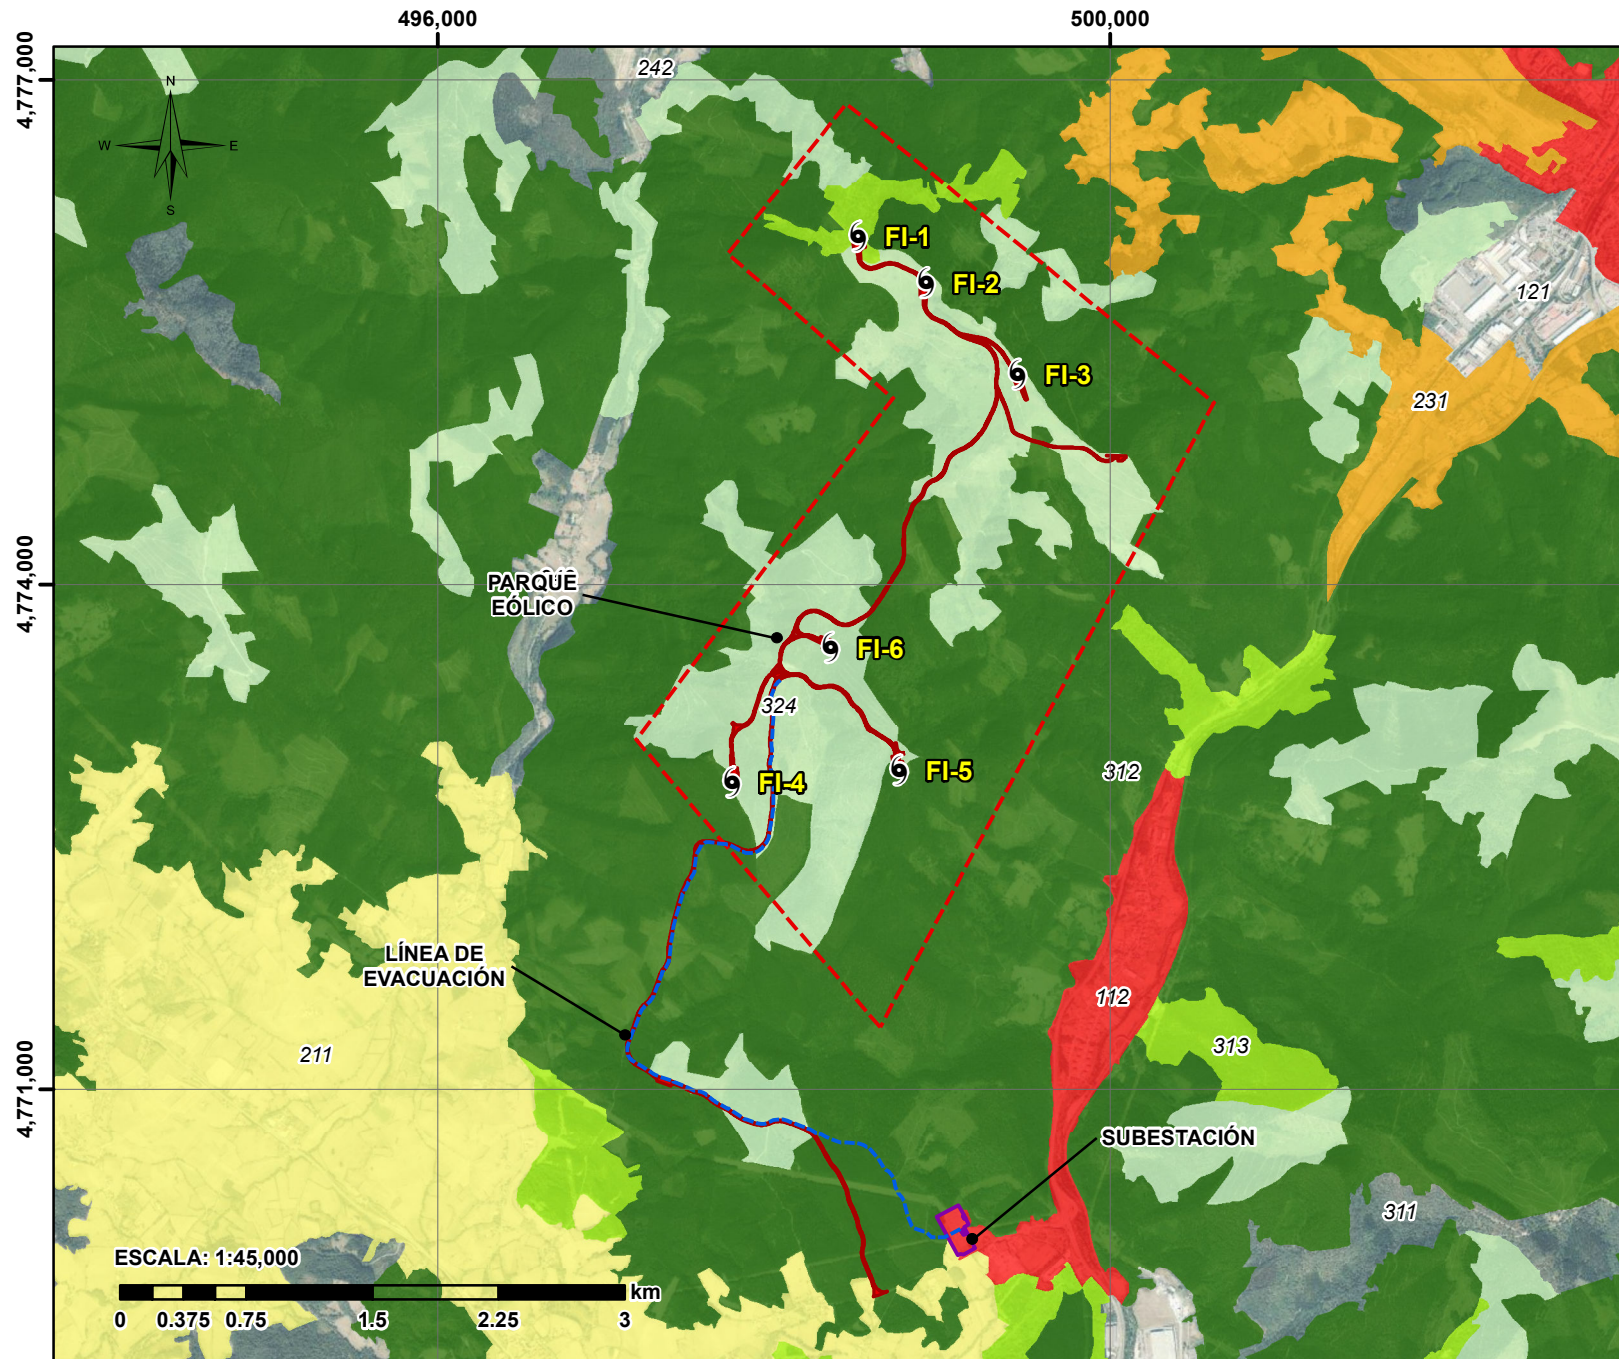 496,000
500,000
4,777,000
242
N
W
E
S
FI-1
FI-2
121
FI-3
231
4,774,000
PARQUE
EÓLICO
FI-6
324
312
FI-5
FI-4
LÍNEA DE
EVACUACIÓN
112
313
211
4,771,000
SUBESTACIÓN
311
ESCALA: 1:45,000
km
0
0.375
0.75
1.5
2.25
3